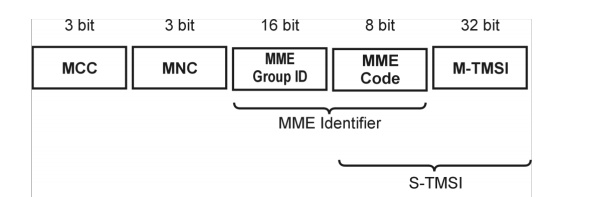 3 bit 3 bit 16 bit 8 bit 32 bit
MCC MNC MME Group ID MME Code M-TMSI
MME Identifier
S-TMSI